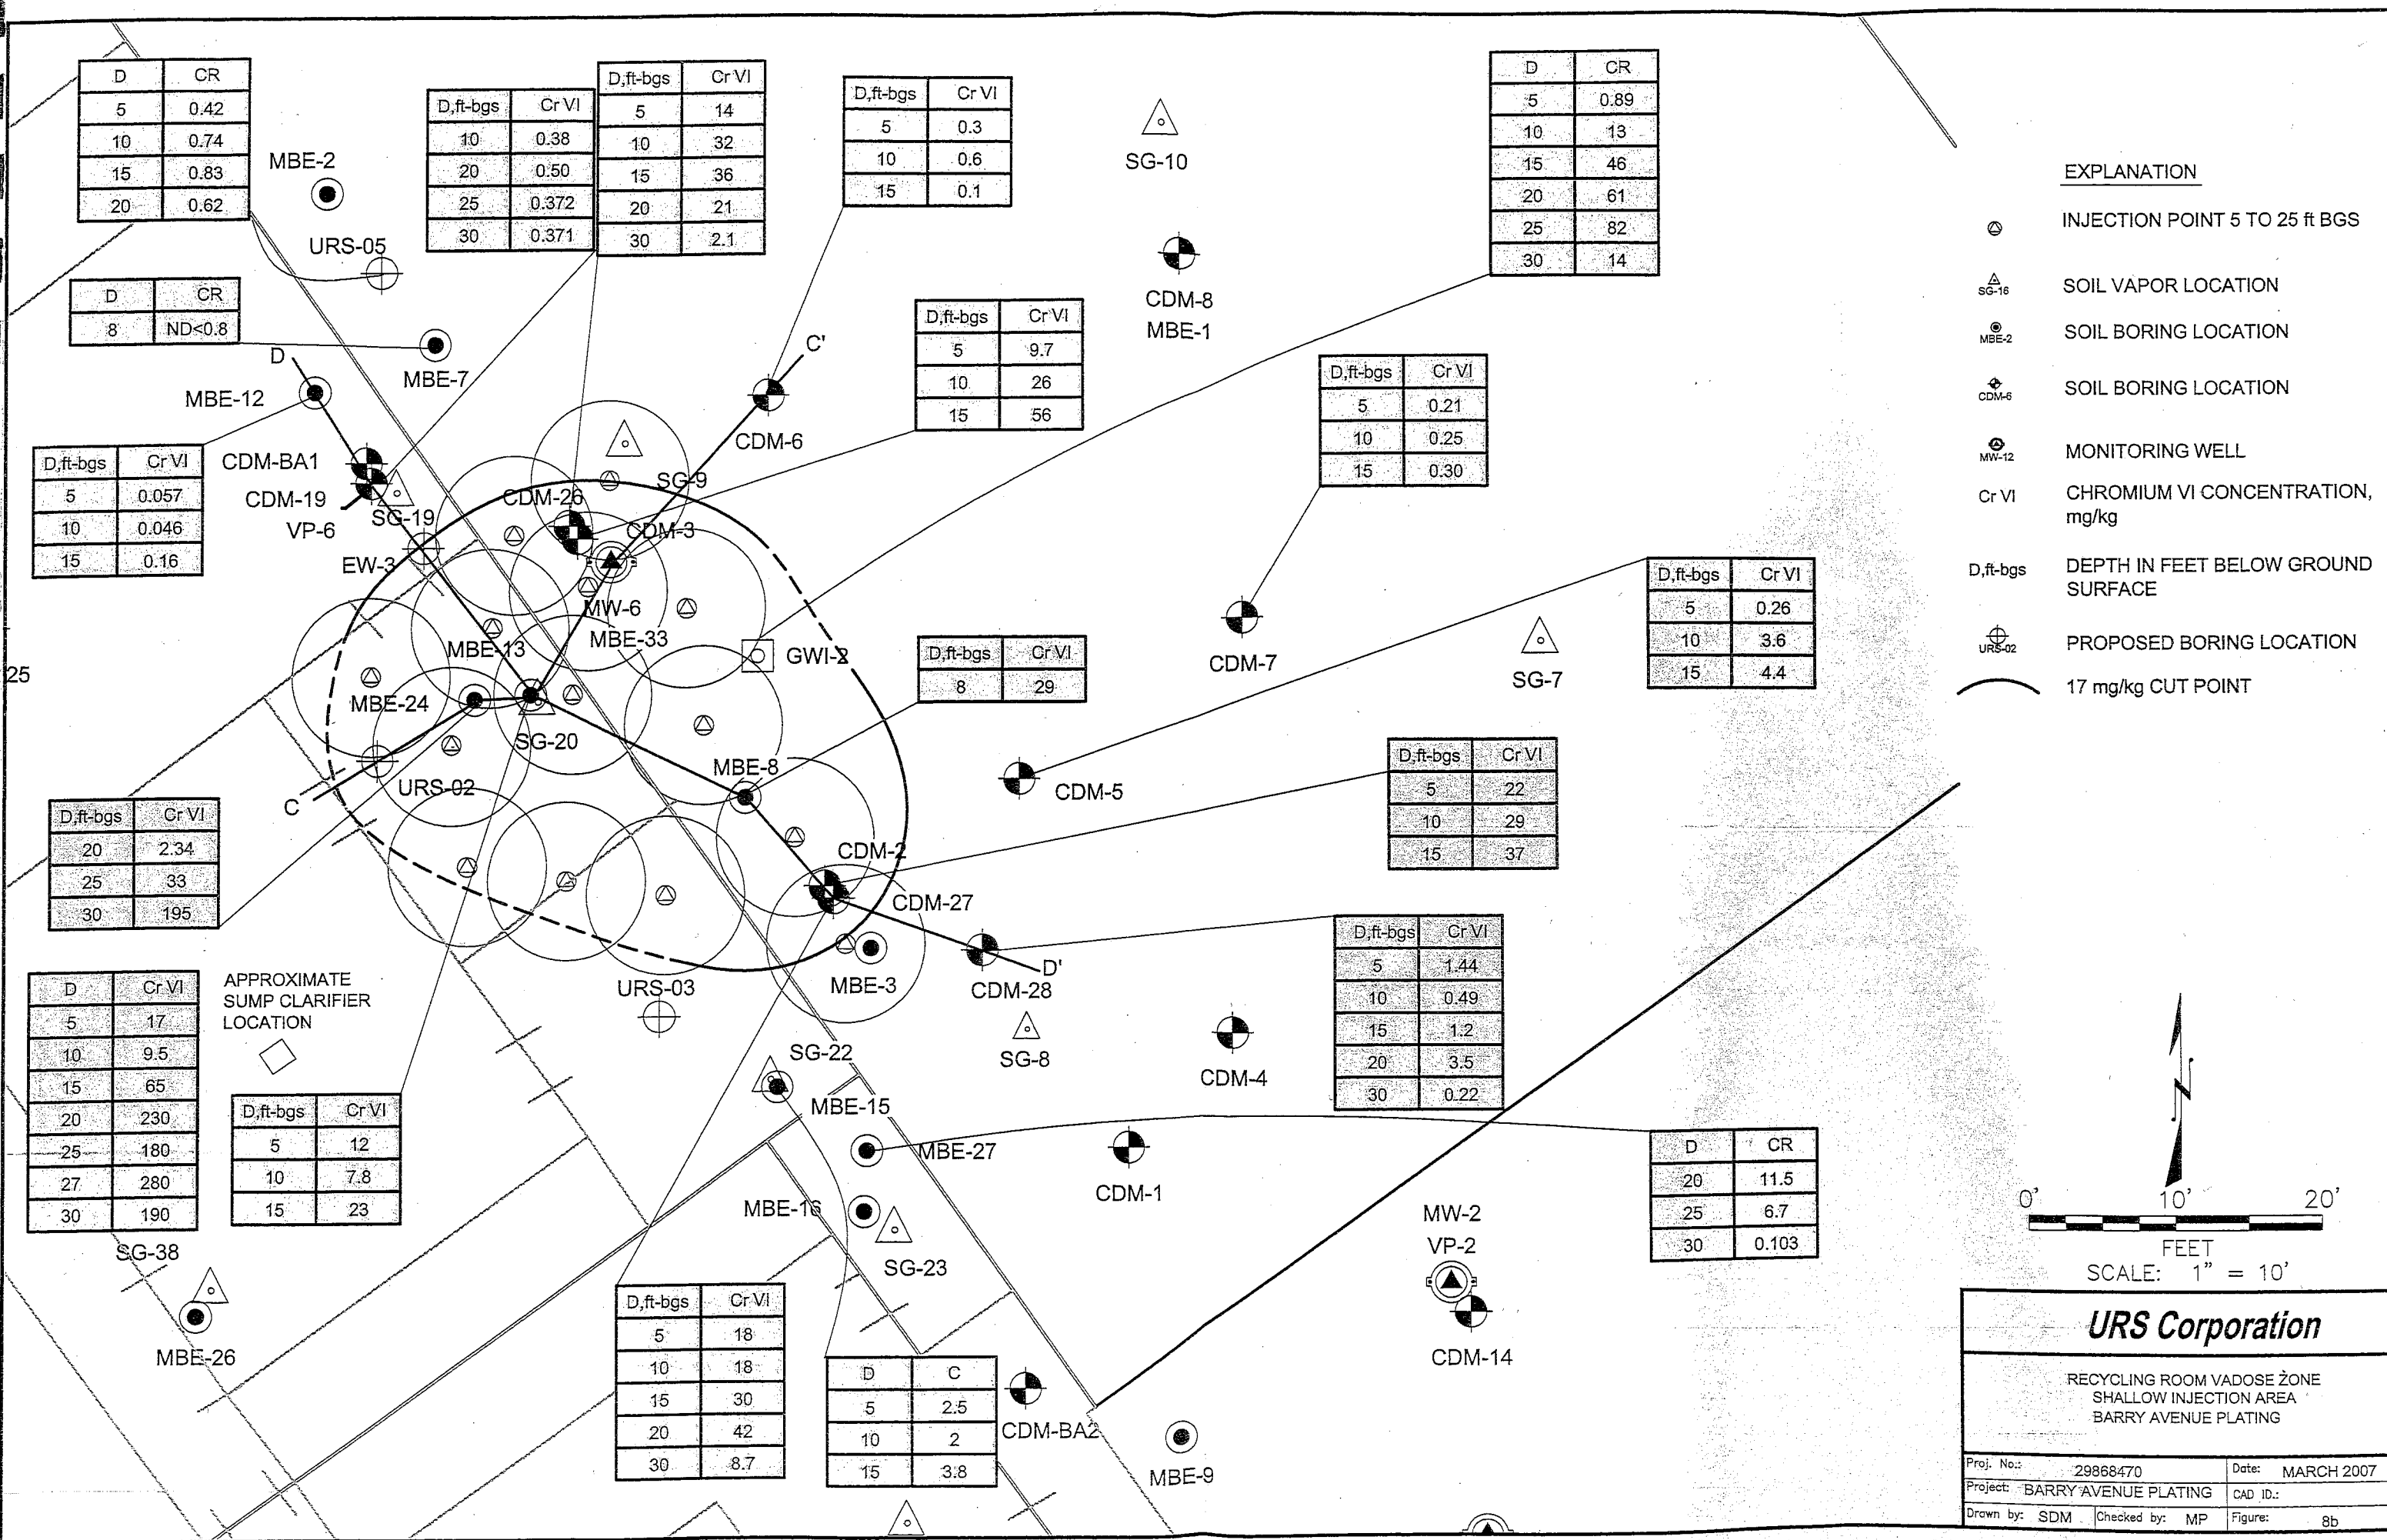 D CR
5 0.42
10 0.74
15 0.83
20 0.62
MBE-2
URS-05
D,ft-bgs Cr VI
10 0.38
20 0.50
25 0.372
30 0.371
D,ft-bgs Cr VI
5 14
10 32
15 36
20 21
30 2.1
D,ft-bgs Cr VI
5 0.3
10 0.6
15 0.1
SG-10
CDM-8
MBE-1
D CR
5 0.89
10 13
15 46
20 61
25 82
30 14
D CR
8 ND<0.8
D
MBE-12
MBE-7
C'
CDM-6
D,ft-bgs Cr VI
5 9.7
10 26
15 56
D,ft-bgs Cr VI
5 0.21
10 0.25
15 0.30
D,ft-bgs Cr VI
5 0.057
10 0.046
15 0.16
CDM-BA1
CDM-19
VP-6
SG-19
EW-3
CDM-26
SG-9
CDM-3
MW-6
MBE-33
MBE-13
GWI-2
MBE-24
SG-20
URS-02
C
25
D,ft-bgs Cr VI
8 29
CDM-7
SG-7
D,ft-bgs Cr VI
5 0.26
10 3.6
15 4.4
MBE-8
CDM-5
CDM-2
CDM-27
D,ft-bgs Cr VI
5 22
10 29
15 37
D,ft-bgs Cr VI
20 2.34
25 33
30 195
MBE-3
D'
CDM-28
URS-03
SG-8
CDM-4
D,ft-bgs Cr VI
5 1.44
10 0.49
15 1.2
20 3.5
30 0.22
D Cr VI
5 17
10 9.5
15 65
20 230
25 180
27 280
30 190
APPROXIMATE
SUMP CLARIFIER
LOCATION
D,ft-bgs Cr VI
5 12
10 7.8
15 23
SG-22
MBE-15
MBE-27
MBE-16
SG-23
CDM-1
D CR
20 11.5
25 6.7
30 0.103
MW-2
VP-2
CDM-14
SG-38
MBE-26
D,ft-bgs Cr VI
5 18
10 18
15 30
20 42
30 8.7
D C
5 2.5
10 2
15 3.8
CDM-BA2
MBE-9
EXPLANATION
INJECTION POINT 5 TO 25 ft BGS
SG-16 SOIL VAPOR LOCATION
MBE-2 SOIL BORING LOCATION
CDM-6 SOIL BORING LOCATION
MW-12 MONITORING WELL
Cr VI CHROMIUM VI CONCENTRATION,
mg/kg
D,ft-bgs DEPTH IN FEET BELOW GROUND
SURFACE
URS-02 PROPOSED BORING LOCATION
17 mg/kg CUT POINT
0' 10' 20'
FEET
SCALE: 1" = 10'
URS Corporation
RECYCLING ROOM VADOSE ZONE
SHALLOW INJECTION AREA
BARRY AVENUE PLATING
Proj. No.: 29868470 Date: MARCH 2007
Project: BARRY AVENUE PLATING CAD ID.:
Drawn by: SDM Checked by: MP Figure: 8b